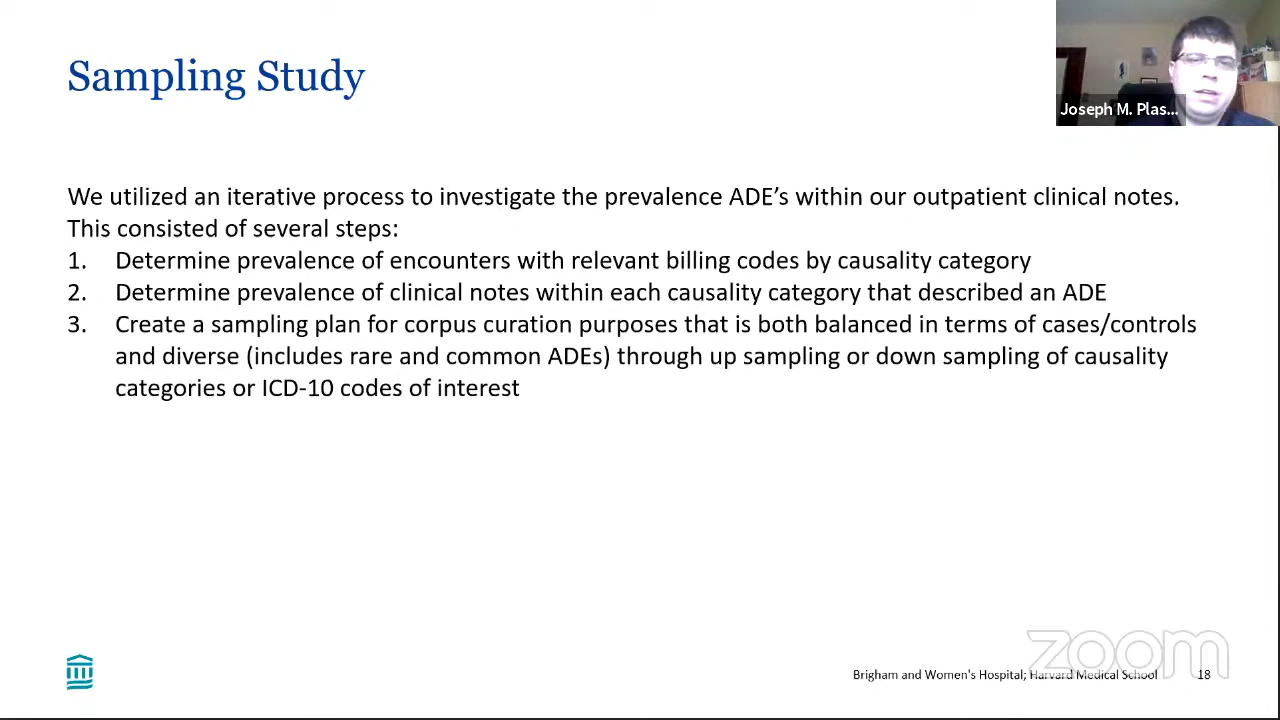 Sampling Study
Joseph M. Plas...
We utilized an iterative process to investigate the prevalence ADE’s within our outpatient clinical notes.
This consisted of several steps:
1. Determine prevalence of encounters with relevant billing codes by causality category
2. Determine prevalence of clinical notes within each causality category that described an ADE
3. Create a sampling plan for corpus curation purposes that is both balanced in terms of cases/controls
and diverse (includes rare and common ADEs) through up sampling or down sampling of causality
categories or ICD-10 codes of interest
zoom
Brigham and Women's Hospital; Harvard Medical School 18